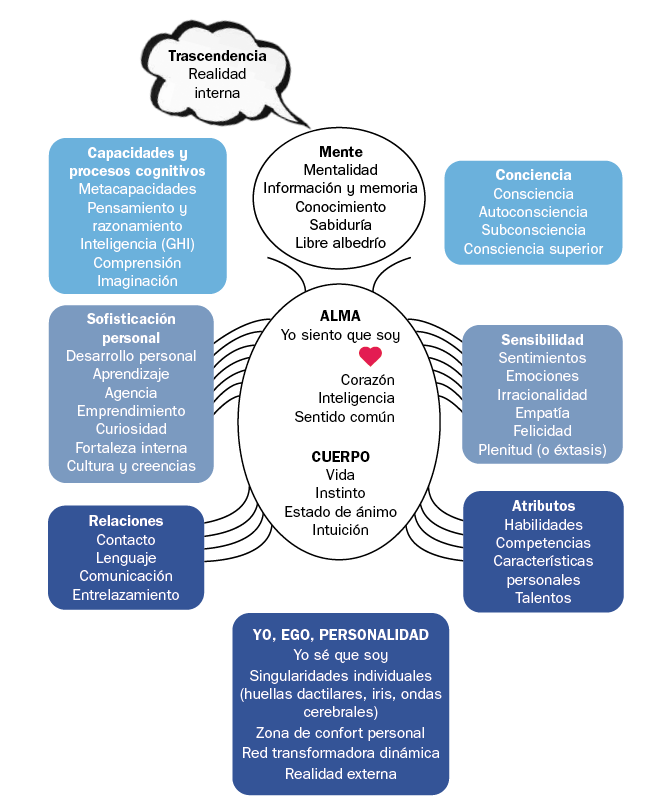 Trascendencia
Realidad
interna
Capacidades y
procesos cognitivos
Metacapacidades
Pensamiento y
razonamiento
Inteligencia (GHI)
Comprensión
Imaginación
Mente
Mentalidad
Información y memoria
Conocimiento
Sabiduría
Libre albedrío
Conciencia
Consciencia
Autoconsciencia
Subconsciencia
Consciencia superior
Sofisticación
personal
Desarrollo personal
Aprendizaje
Agencia
Emprendimiento
Curiosidad
Fortaleza interna
Cultura y creencias
ALMA
Yo siento que soy
Corazón
Inteligencia
Sentido común
CUERPO
Vida
Instinto
Estado de ánimo
Intuición
Sensibilidad
Sentimientos
Emociones
Irracionalidad
Empatía
Felicidad
Plenitud (o éxtasis)
Relaciones
Contacto
Lenguaje
Comunicación
Entrelazamiento
Atributos
Habilidades
Competencias
Características
personales
Talentos
YO, EGO, PERSONALIDAD
Yo sé que soy
Singularidades individuales
(huellas dactilares, iris, ondas
cerebrales)
Zona de confort personal
Red transformadora dinámica
Realidad externa